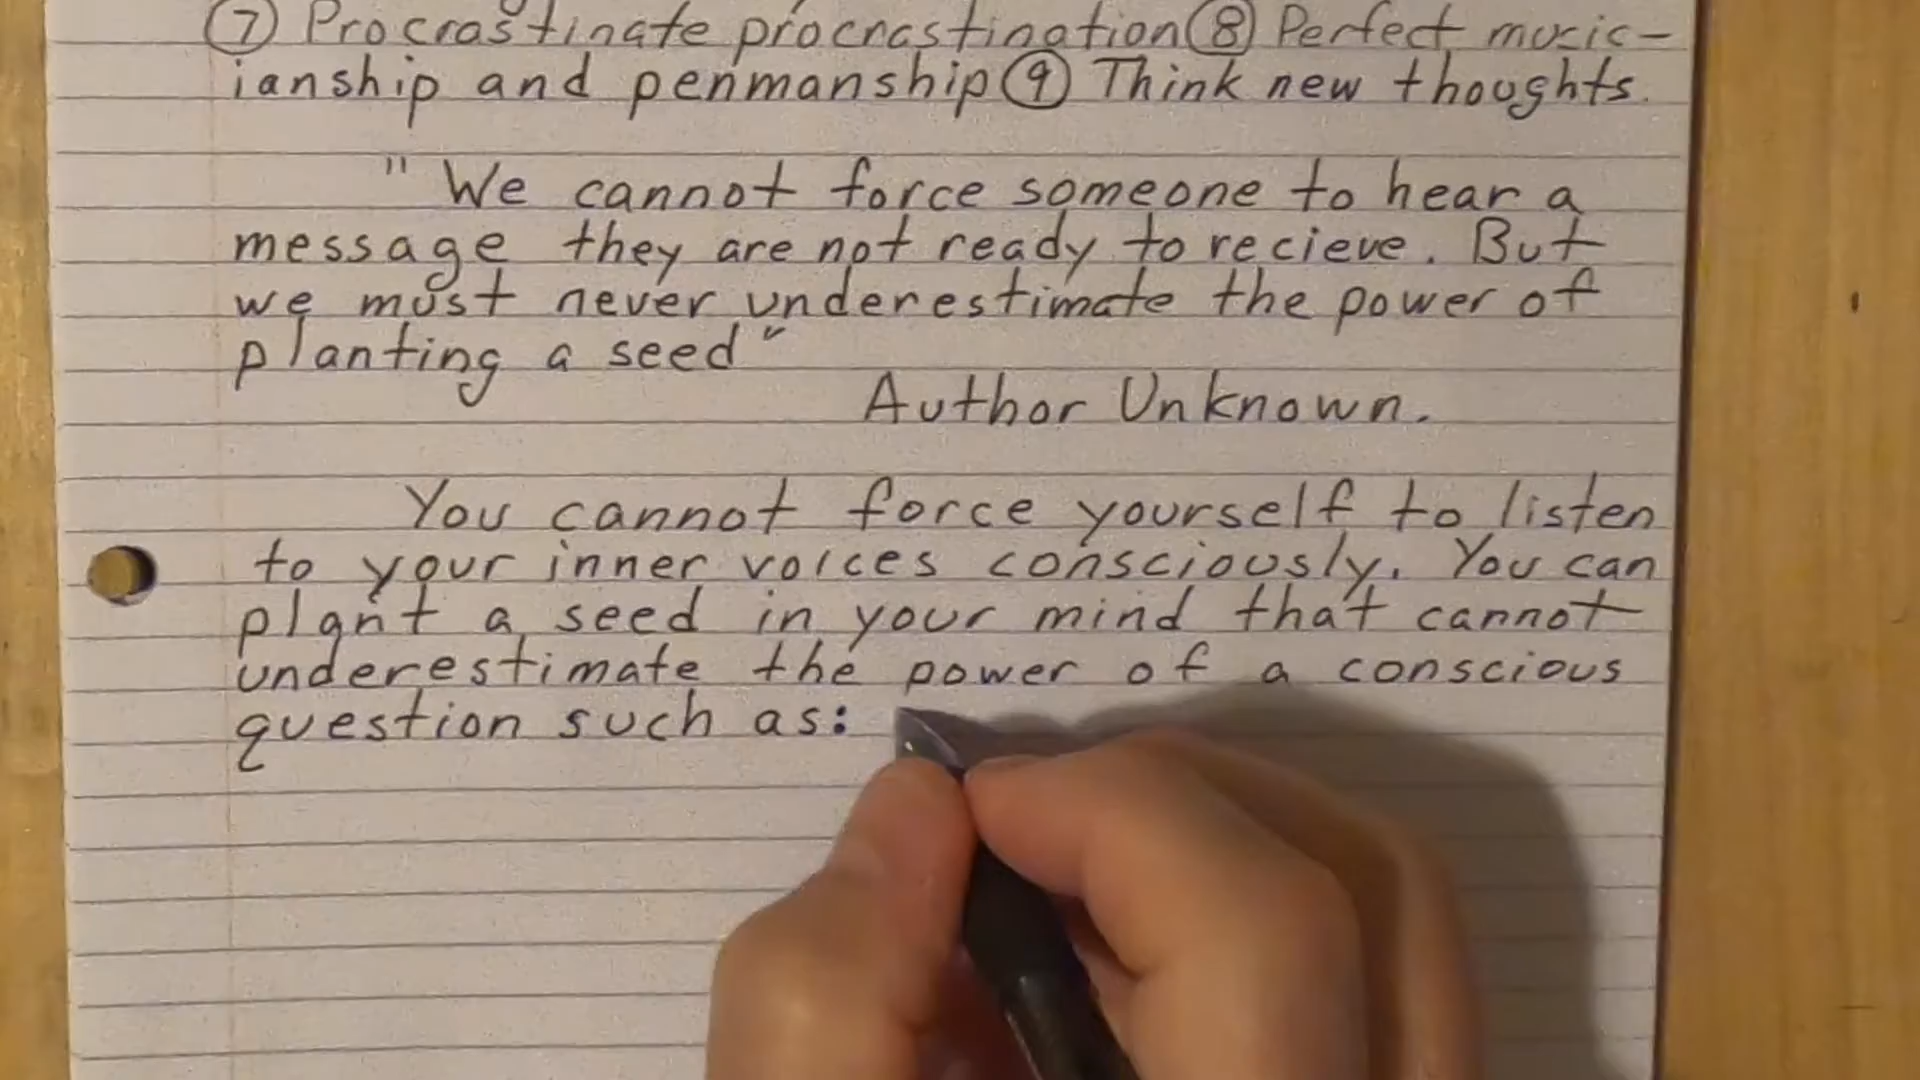 ⑦ Procrastinate procrastination ⑧ Perfect music-
ianship and penmanship ⑨ Think new thoughts.
"We cannot force someone to hear a
message they are not ready to recieve. But
we must never underestimate the power of
planting a seed"
Author Unknown.
You cannot force yourself to listen
to your inner voices consciously. You can
plant a seed in your mind that cannot
underestimate the power of a conscious
question such as: